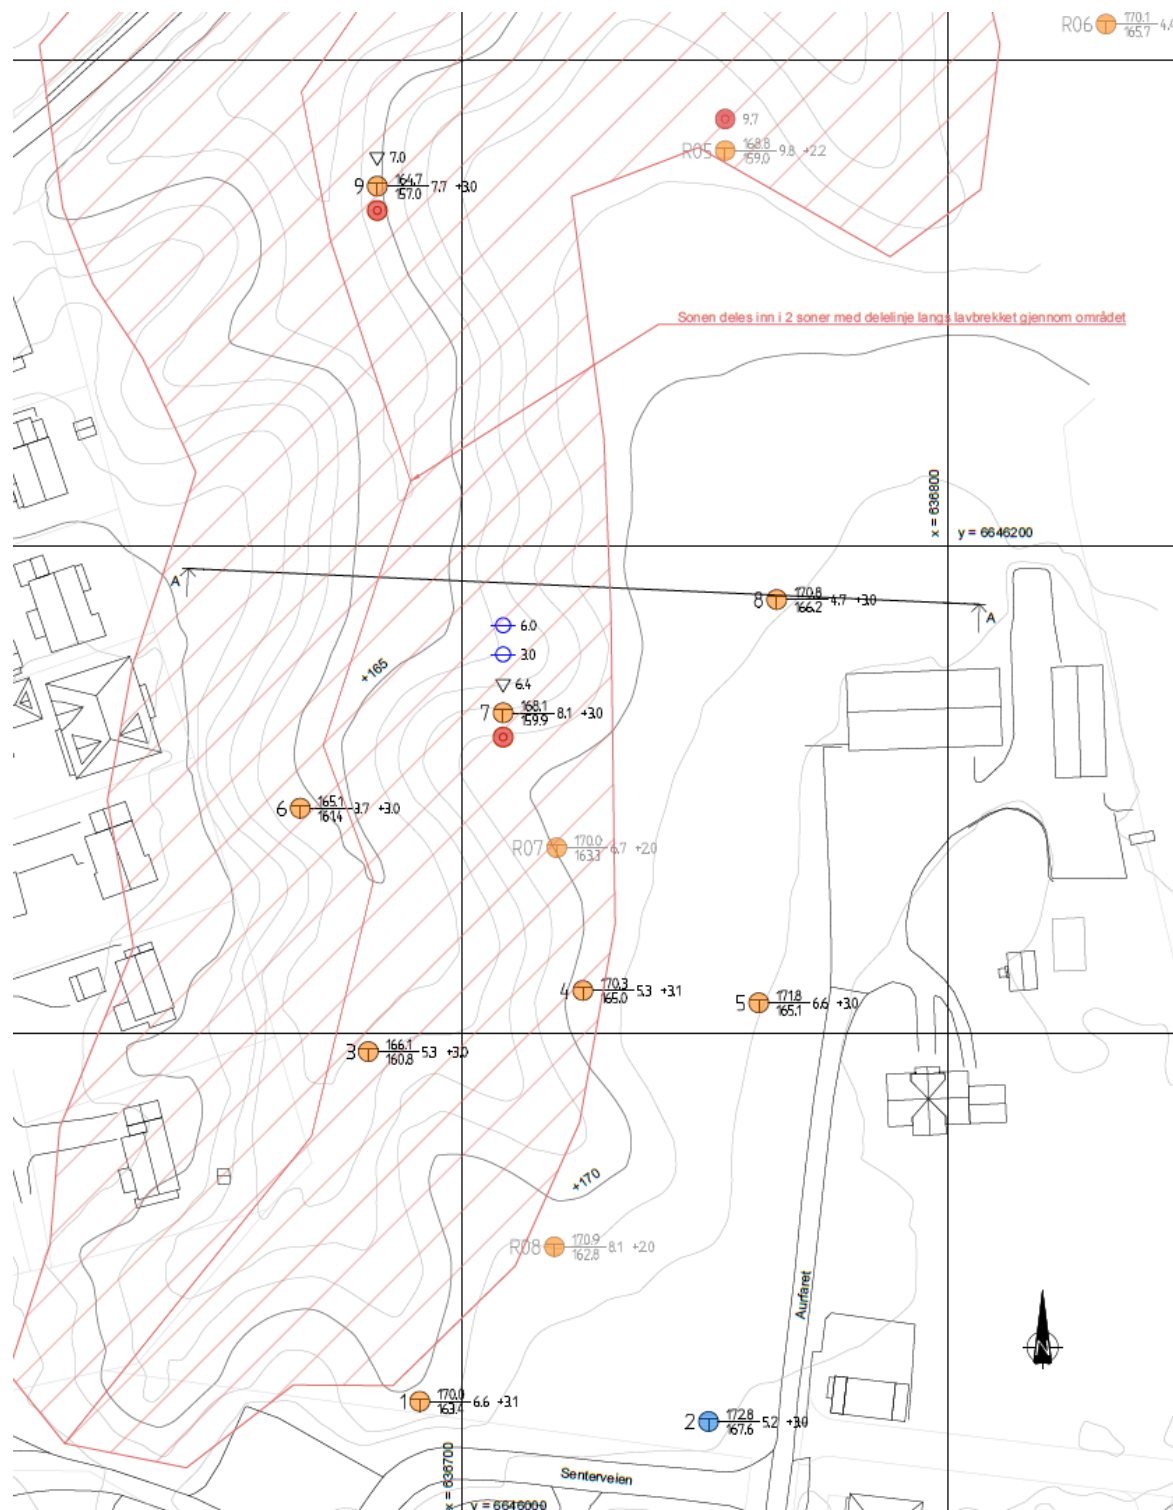 R06 170.1 4.4
165.7
9.7
R05 168.8 9.8 +2.2
159.0
7.0
9 164.7 7.7 +3.0
157.0
Sonen deles inn i 2 soner med delelinje langs lavbrekket gjennom området
x = 636800
y = 6646200
A
8 170.8 4.7 +3.0
166.2
A
6.0
3.0
+165
6.4
7 168.1 8.1 +3.0
159.9
6 165.1 3.7 +3.0
161.4
R07 170.0 6.7 +2.0
163.3
4 170.3 5.3 +3.1
165.0
5 171.8 6.6 +3.0
165.1
3 166.1 5.3 +3.0
160.8
+170
R08 170.9 8.1 +2.0
162.8
Aurfaret
N
1 170.0 6.6 +3.1
163.4
2 172.8 5.2 +3.0
167.6
x = 636700
Senterveien
y = 6646000